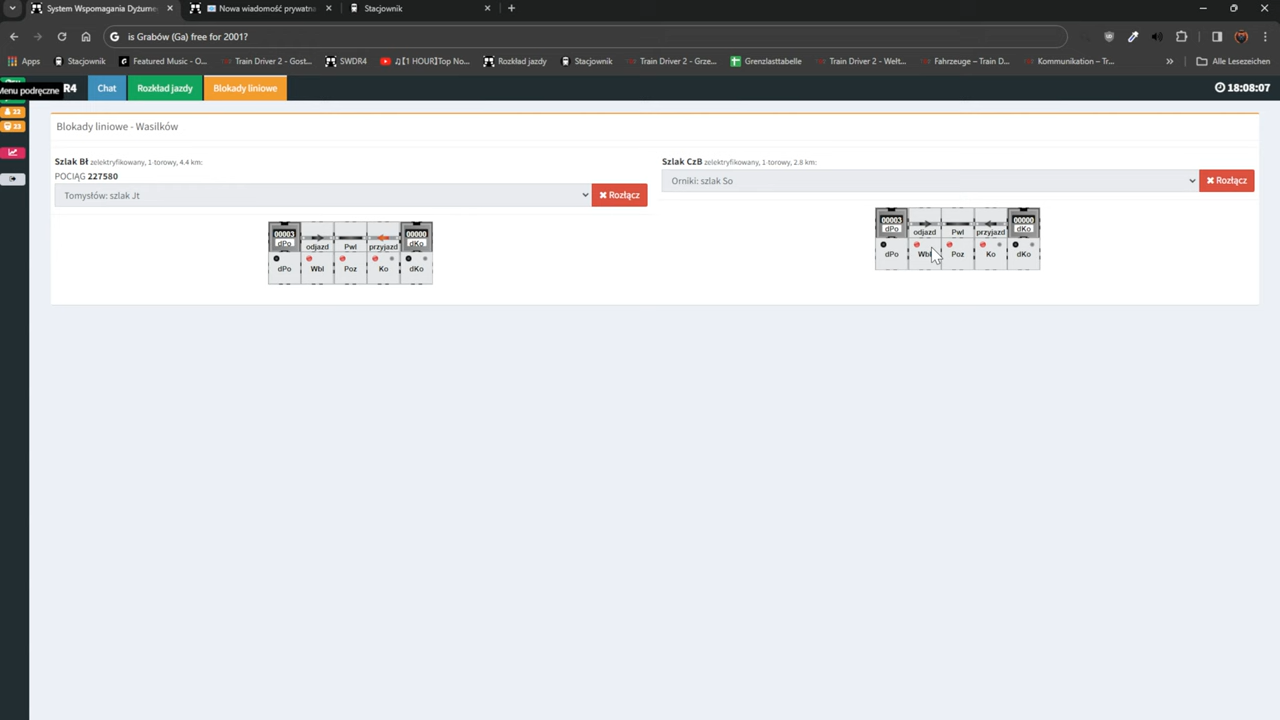 System Wspomagania Dyżurne
Nowa wiadomość prywatn
Stacjownik
is Grabów (Ga) free for 2001?
Apps
Stacjownik
Featured Music - O...
Train Driver 2 - Gost...
SWDR4
[1 HOUR]Top No...
Rozkład jazdy
Stacjownik
Train Driver 2 - Grze...
Grenzlasttabelle
Train Driver 2 - Welt...
Fahrzeuge – Train D...
Kommunikation – Tr...
Alle Lesezeichen
Menu podręczne
R4
Chat
Rozkład jazdy
Blokady liniowe
18:08:07
22
23
Blokady liniowe - Wasilków
Szlak Bł zelektryfikowany, 1-torowy, 4.4 km:
POCIĄG 227580
Tomysłów: szlak Jt
Rozłącz
00003 dPo odjazd Pwl przyjazd 00000 dKo
dPo Wbl Poz Ko dKo
Szlak CzB zelektryfikowany, 1-torowy, 2.8 km:
Orniki: szlak So
Rozłącz
00003 dPo odjazd Pwl przyjazd 00000 dKo
dPo Wbl Poz Ko dKo